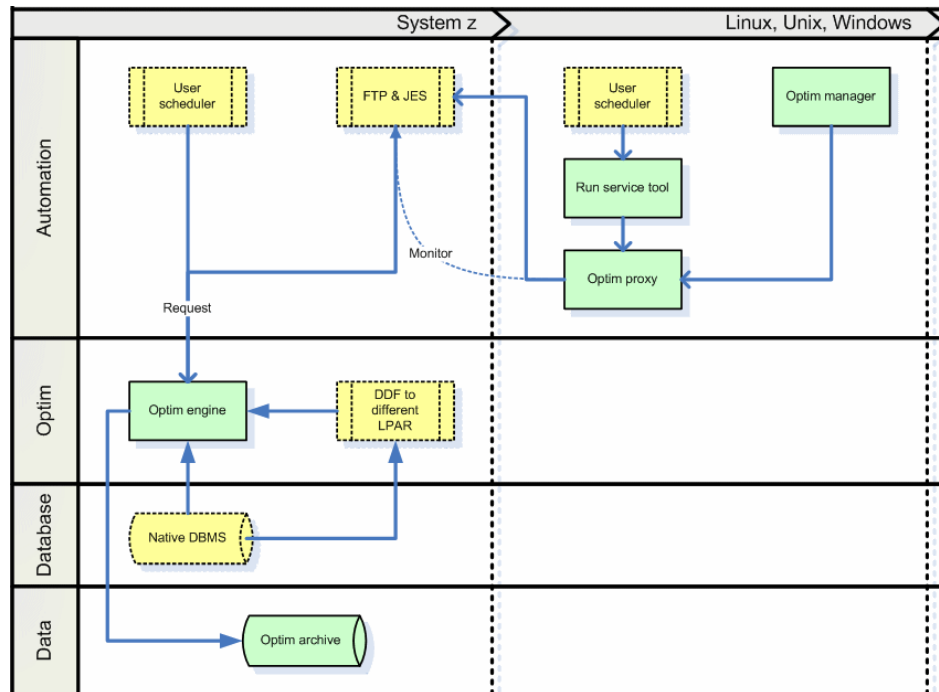 System z
Linux, Unix, Windows
Automation
User
scheduler
FTP & JES
User
scheduler
Optim manager
Run service tool
Monitor
Optim proxy
Request
Optim
Optim engine
DDF to
different
LPAR
Database
Native DBMS
Data
Optim archive